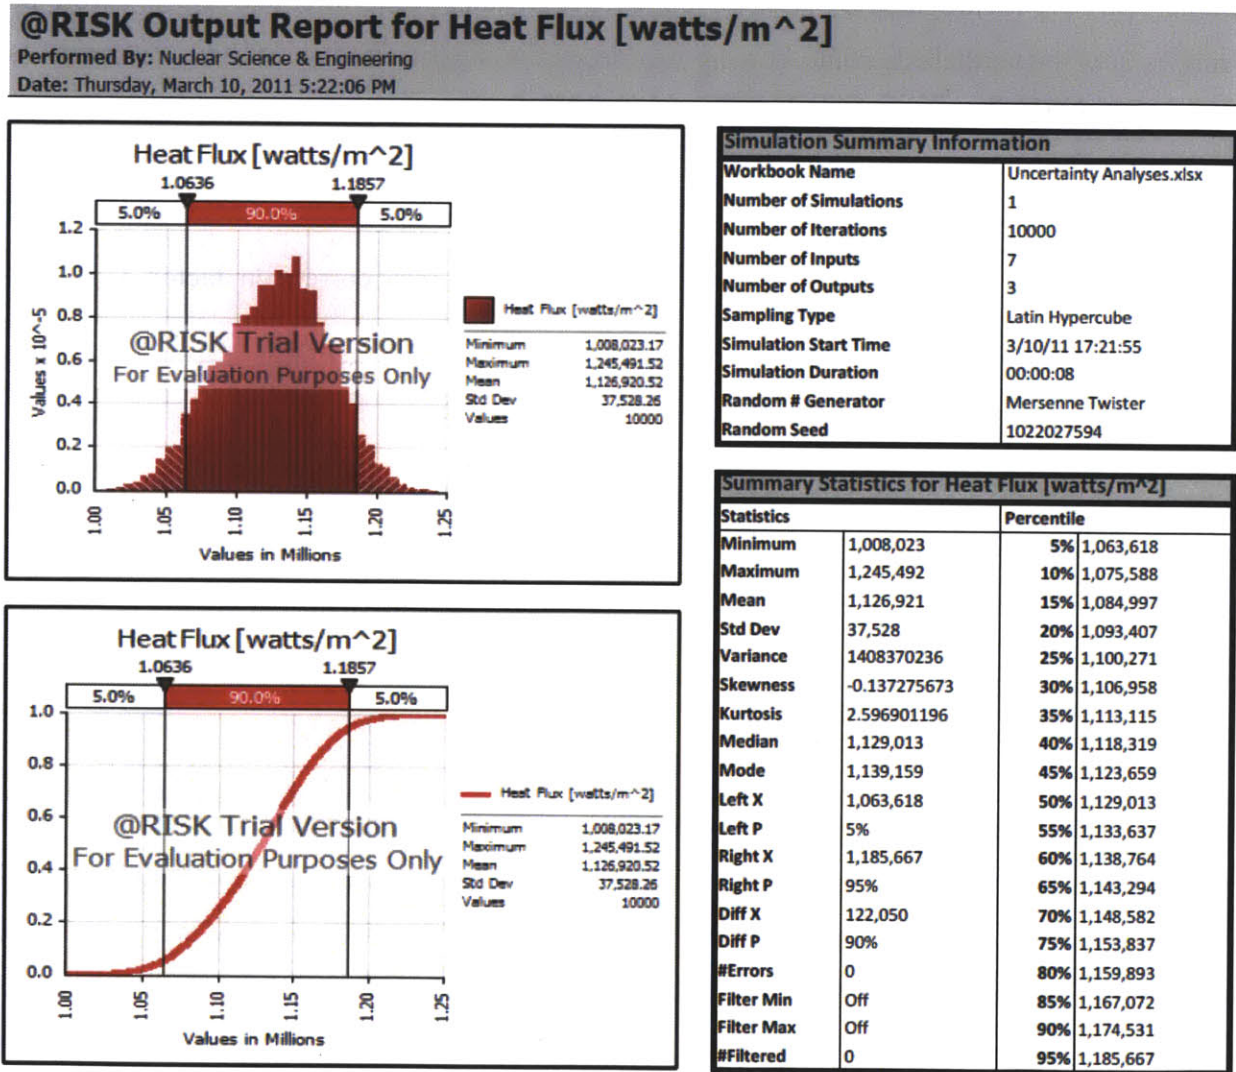 @RISK Output Report for Heat Flux [watts/m^2]
Performed By: Nuclear Science & Engineering
Date: Thursday, March 10, 2011 5:22:06 PM
Heat Flux [watts/m^2]
1.0636 1.1857
5.0% 90.0% 5.0%
1.2
1.0
0.8
0.6
0.4
0.2
0.0
Values x 10^-5
@RISK Trial Version
For Evaluation Purposes Only
1.00 1.05 1.10 1.15 1.20 1.25
Values in Millions
Heat Flux [watts/m^2]
Minimum 1,008,023.17
Maximum 1,245,491.52
Mean 1,126,920.52
Std Dev 37,528.26
Values 10000
Heat Flux [watts/m^2]
1.0636 1.1857
5.0% 90.0% 5.0%
1.0
0.8
0.6
0.4
0.2
0.0
@RISK Trial Version
For Evaluation Purposes Only
1.00 1.05 1.10 1.15 1.20 1.25
Values in Millions
Heat Flux [watts/m^2]
Minimum 1,008,023.17
Maximum 1,245,491.52
Mean 1,126,920.52
Std Dev 37,528.26
Values 10000
Simulation Summary Information
Workbook Name Uncertainty Analyses.xlsx
Number of Simulations 1
Number of Iterations 10000
Number of Inputs 7
Number of Outputs 3
Sampling Type Latin Hypercube
Simulation Start Time 3/10/11 17:21:55
Simulation Duration 00:00:08
Random # Generator Mersenne Twister
Random Seed 1022027594
Summary Statistics for Heat Flux [watts/m^2]
Statistics Percentile
Minimum 1,008,023 5% 1,063,618
Maximum 1,245,492 10% 1,075,588
Mean 1,126,921 15% 1,084,997
Std Dev 37,528 20% 1,093,407
Variance 1408370236 25% 1,100,271
Skewness -0.137275673 30% 1,106,958
Kurtosis 2.596901196 35% 1,113,115
Median 1,129,013 40% 1,118,319
Mode 1,139,159 45% 1,123,659
Left X 1,063,618 50% 1,129,013
Left P 5% 55% 1,133,637
Right X 1,185,667 60% 1,138,764
Right P 95% 65% 1,143,294
Diff X 122,050 70% 1,148,582
Diff P 90% 75% 1,153,837
#Errors 0 80% 1,159,893
Filter Min Off 85% 1,167,072
Filter Max Off 90% 1,174,531
#Filtered 0 95% 1,185,667